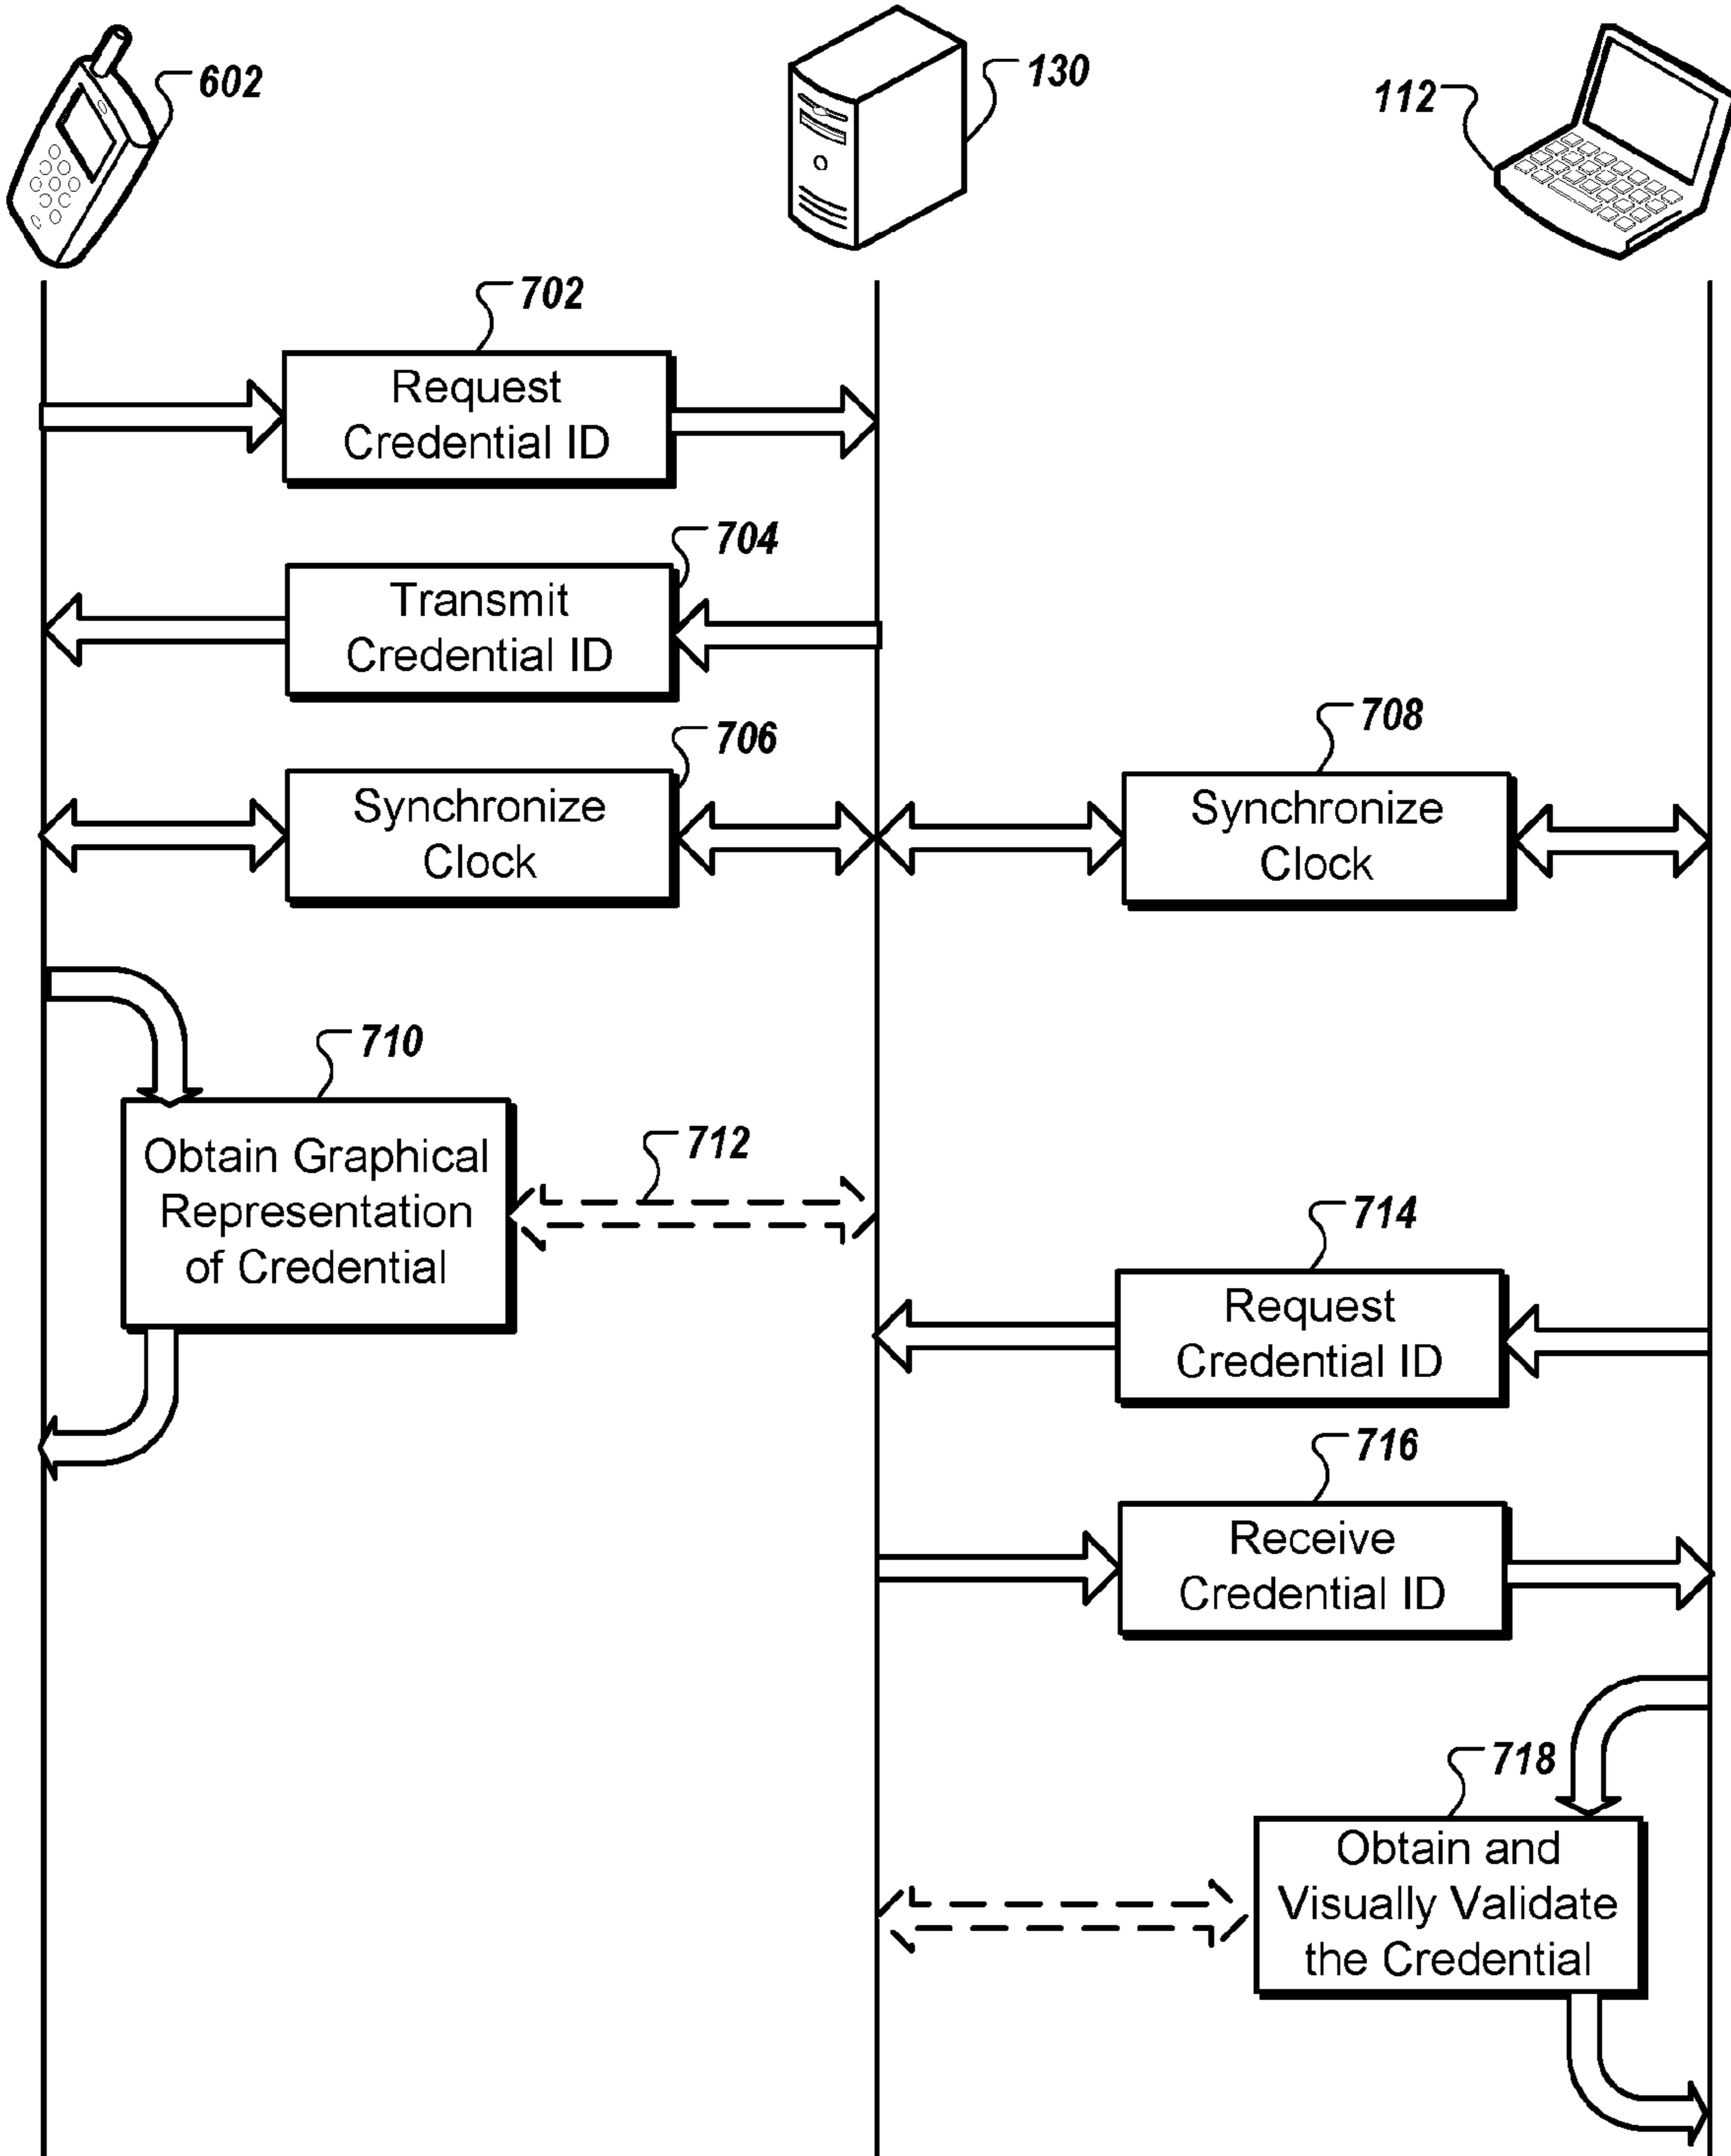 602
130
112
702
Request
Credential ID
704
Transmit
Credential ID
706
Synchronize
Clock
708
Synchronize
Clock
710
Obtain Graphical
Representation
of Credential
712
714
Request
Credential ID
716
Receive
Credential ID
718
Obtain and
Visually Validate
the Credential